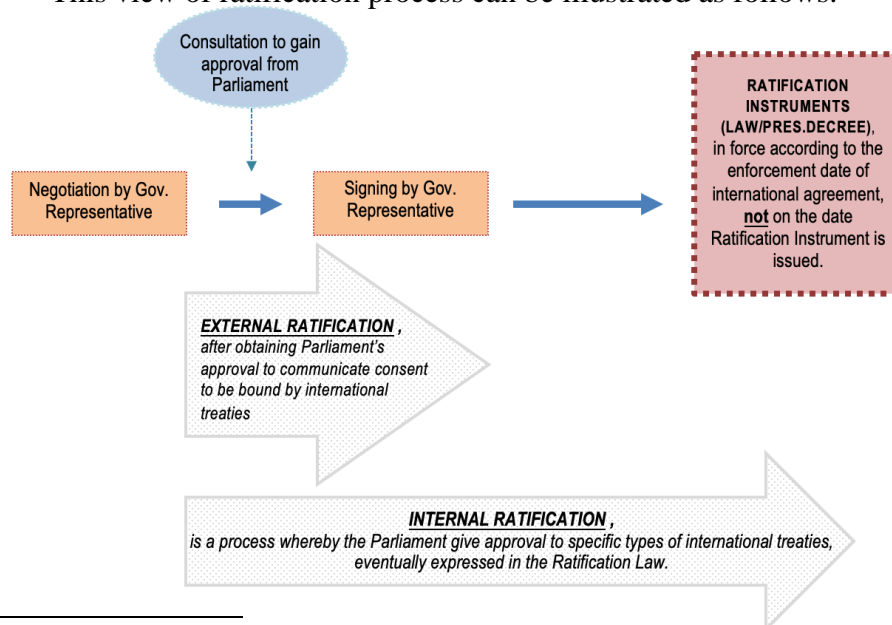 This view of ratification process can be illustrated as follows:
Consultation to gain
approval from
Parliament
Negotiation by Gov.
Representative
Signing by Gov.
Representative
RATIFICATION
INSTRUMENTS
(LAW/PRES.DECREE),
in force according to the
enforcement date of
international agreement,
not on the date
Ratification Instrument is
issued.
EXTERNAL RATIFICATION ,
after obtaining Parliament's
approval to communicate consent
to be bound by international
treaties
INTERNAL RATIFICATION ,
is a process whereby the Parliament give approval to specific types of international treaties,
eventually expressed in the Ratification Law.